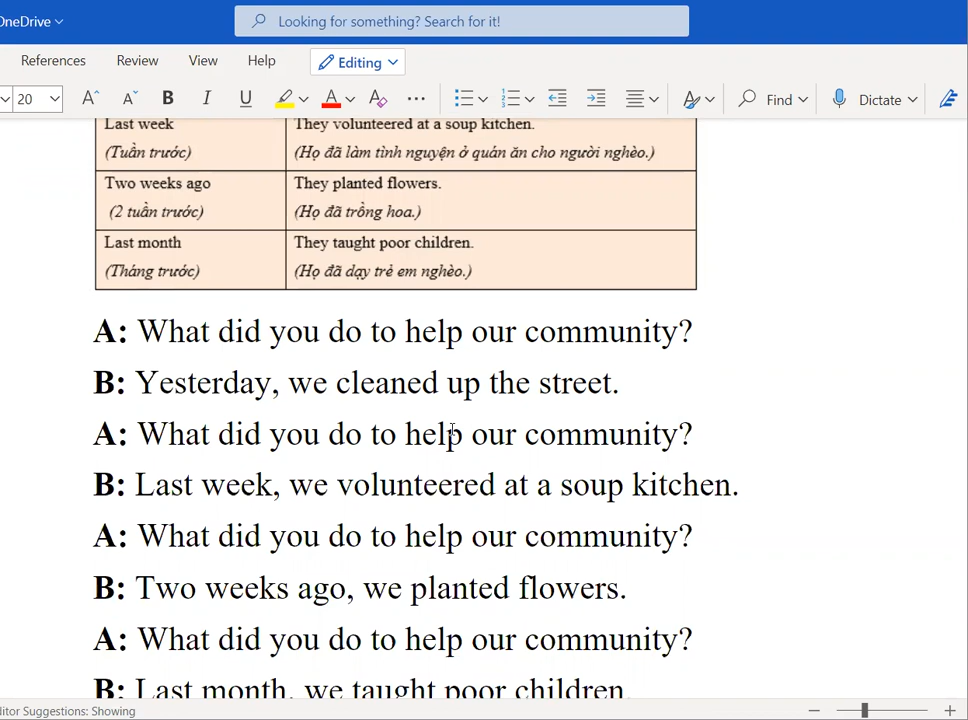 OneDrive
Looking for something? Search for it!
References Review View Help Editing
20 A A B I U A A ... Find Dictate
Last week They volunteered at a soup kitchen.
(Tuần trước) (Họ đã làm tình nguyện ở quán ăn cho người nghèo.)
Two weeks ago They planted flowers.
(2 tuần trước) (Họ đã trồng hoa.)
Last month They taught poor children.
(Tháng trước) (Họ đã dạy trẻ em nghèo.)
A: What did you do to help our community?
B: Yesterday, we cleaned up the street.
A: What did you do to help our community?
B: Last week, we volunteered at a soup kitchen.
A: What did you do to help our community?
B: Two weeks ago, we planted flowers.
A: What did you do to help our community?
B: Last month, we taught poor children.
ditor Suggestions: Showing